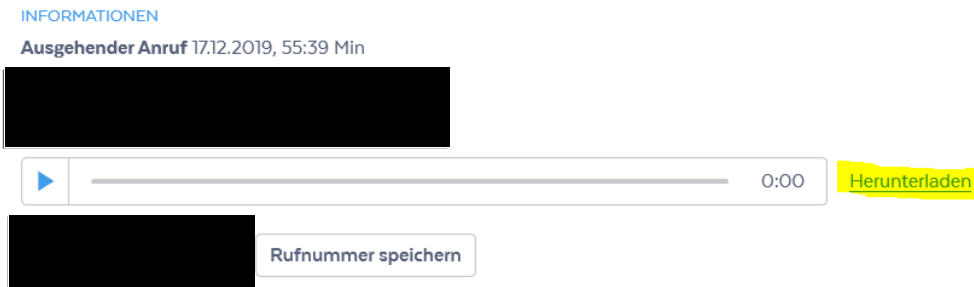 INFORMATIONEN
Ausgehender Anruf 17.12.2019, 55:39 Min
0:00 Herunterladen
Rufnummer speichern